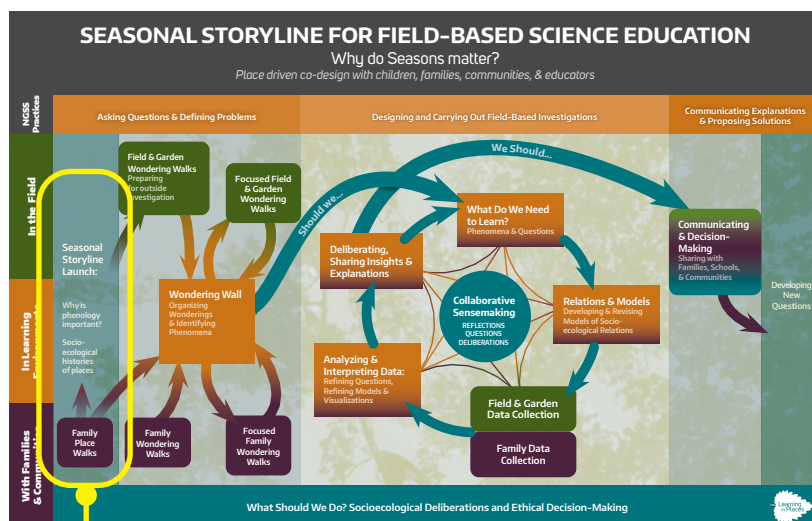 SEASONAL STORYLINE FOR FIELD-BASED SCIENCE EDUCATION
Why do Seasons matter?
Place driven co-design with children, families, communities, & educators
NGSS
Practices
Asking Questions & Defining Problems
Designing and Carrying Out Field-Based Investigations
Communicating Explanations
& Proposing Solutions
In the Field
Field & Garden
Wondering Walks
Preparing
for outside
investigation
Focused Field
& Garden
Wondering
Walks
Should we...
We Should...
What Do We Need
to Learn?
Phenomena & Questions
Communicating
& Decision-
Making
Sharing with
Families, Schools,
& Communities
Seasonal
Storyline
Launch:
Why is
phenology
important?
Socio-
ecological
histories
of places
Deliberating,
Sharing Insights &
Explanations
In Learning
Wondering Wall
Organizing
Wonderings
& Identifying
Phenomena
Collaborative
Sensemaking
REFLECTIONS
QUESTIONS
DELIBERATIONS
Relations & Models
Developing & Revising
Models of Socio-
ecological Relations
Developing
New
Questions
Analyzing &
Interpreting Data:
Refining Questions,
Refining Models &
Visualizations
Field & Garden
Data Collection
Family Data
Collection
With Families
& Communities
Family
Place
Walks
Family
Wondering
Walks
Focused
Family
Wondering
Walks
What Should We Do? Socioecological Deliberations and Ethical Decision-Making
Learning
in Places